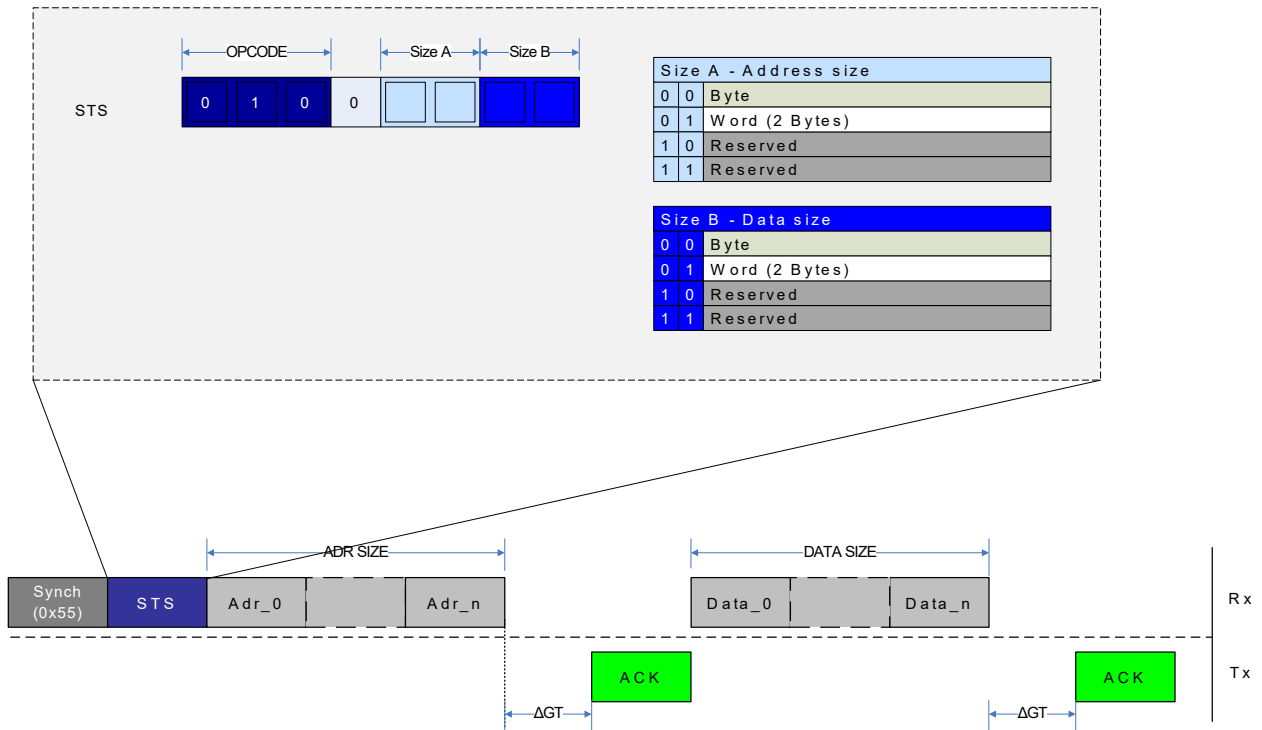 OPCODE Size A Size B
STS 0 1 0 0
Size A - Address size
0 0 Byte
0 1 Word (2 Bytes)
1 0 Reserved
1 1 Reserved
Size B - Data size
0 0 Byte
0 1 Word (2 Bytes)
1 0 Reserved
1 1 Reserved
ADR SIZE DATA SIZE
Synch
(0x55)
STS Adr_0 Adr_n Data_0 Data_n Rx
ACK ACK Tx
ΔGT ΔGT